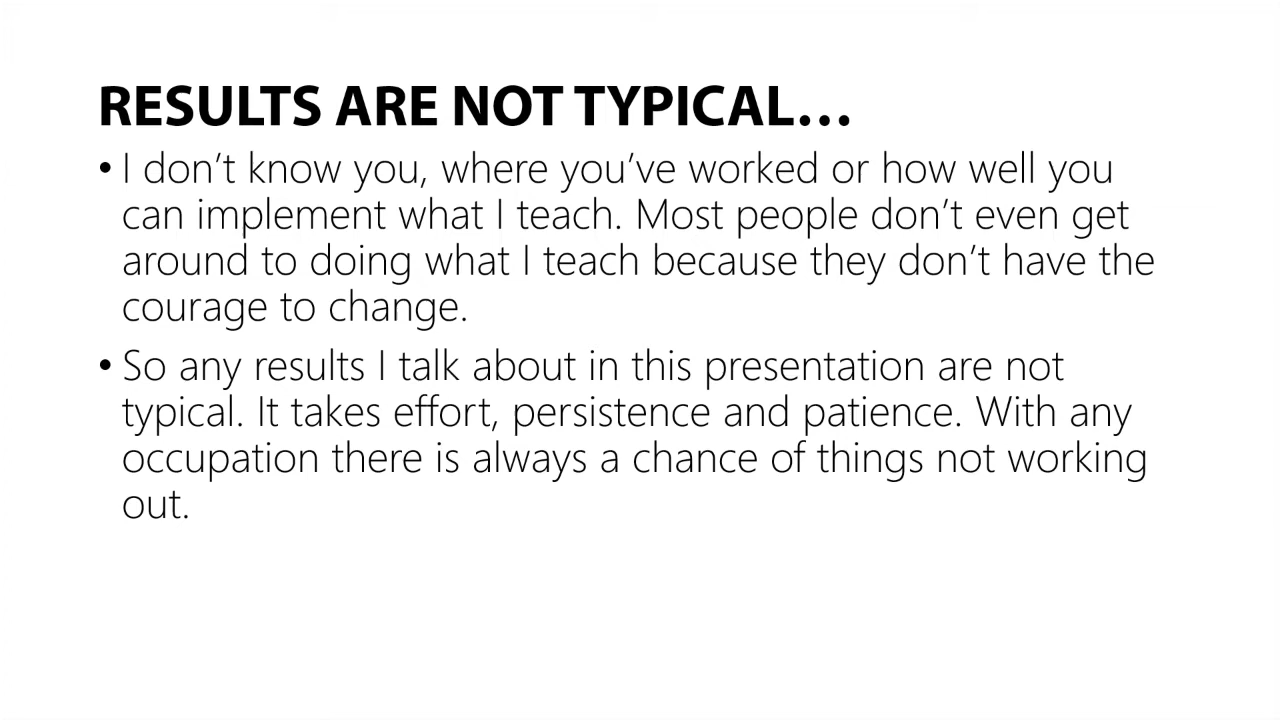 RESULTS ARE NOT TYPICAL…
• I don’t know you, where you’ve worked or how well you
can implement what I teach. Most people don’t even get
around to doing what I teach because they don’t have the
courage to change.
• So any results I talk about in this presentation are not
typical. It takes effort, persistence and patience. With any
occupation there is always a chance of things not working
out.